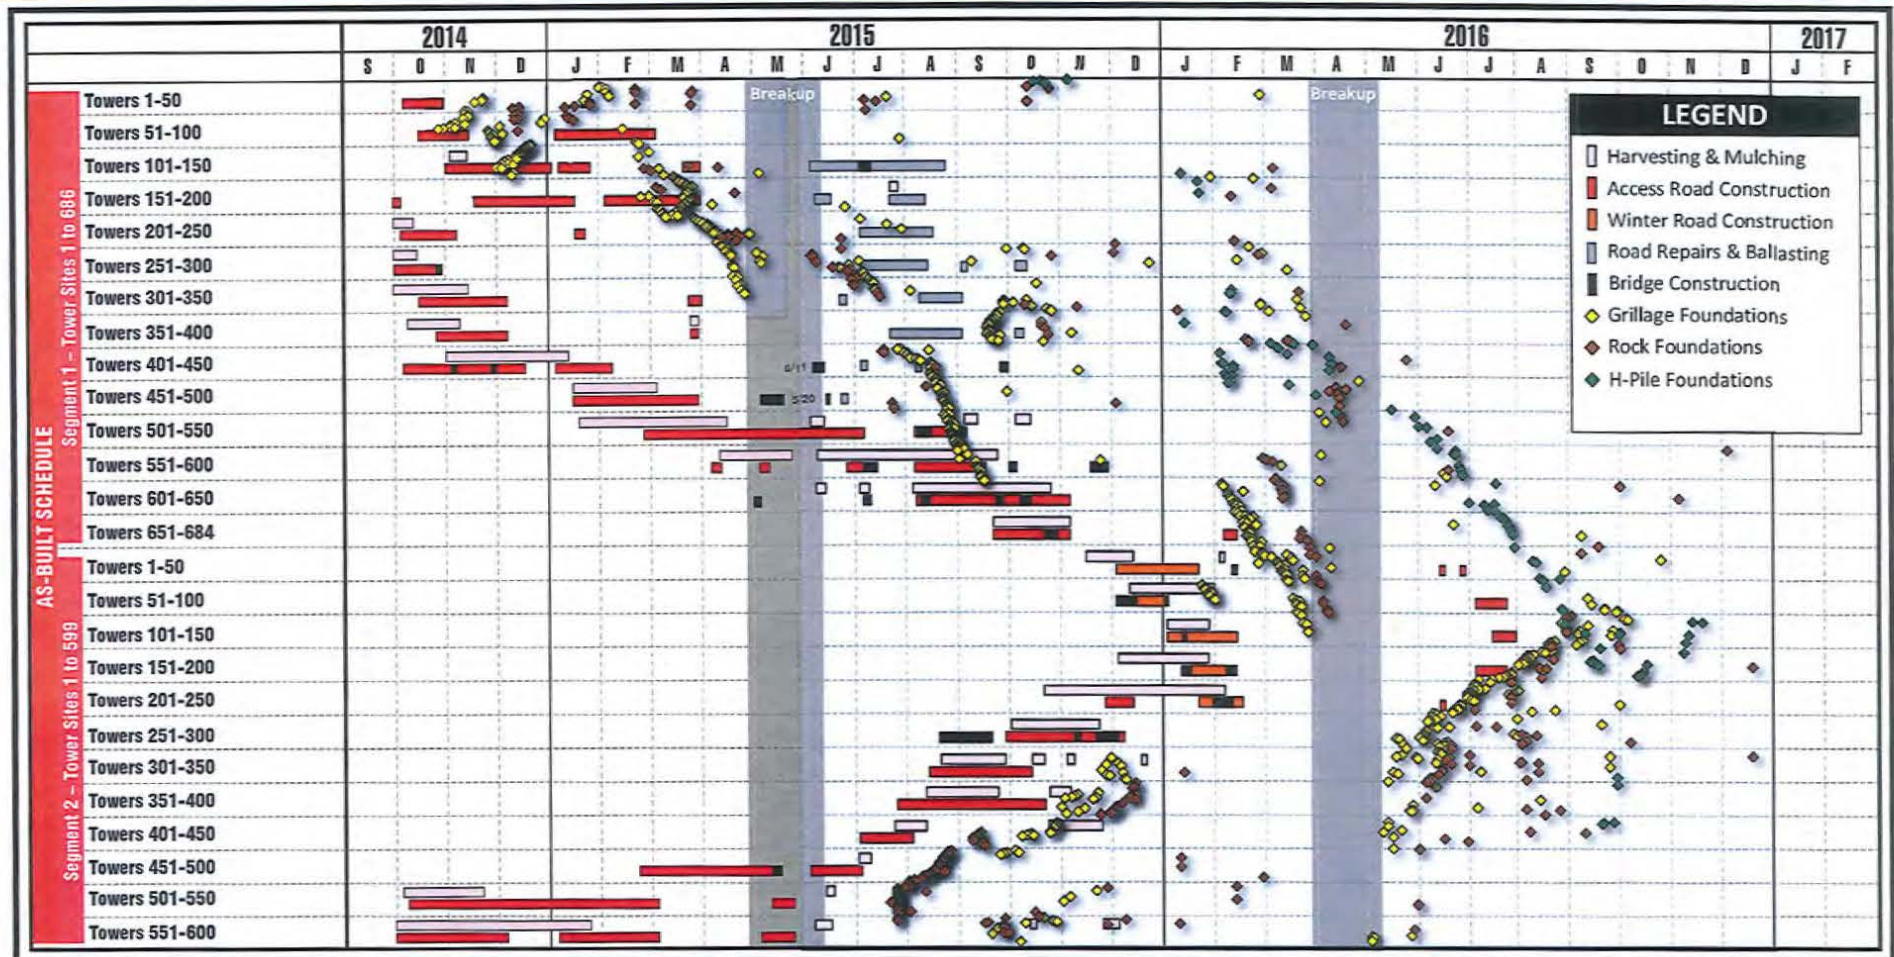 2014 2015 2016 2017
S O N D J F M A M J J A S O N D J F M A M J J A S O N D J F
AS-BUILT SCHEDULE
Segment 1 – Tower Sites 1 to 686
Breakup Breakup
Towers 1-50
Towers 51-100
Towers 101-150
Towers 151-200
Towers 201-250
Towers 251-300
Towers 301-350
Towers 351-400
Towers 401-450
6/11
Towers 451-500
5/20
Towers 501-550
Towers 551-600
Towers 601-650
Towers 651-684
Segment 2 – Tower Sites 1 to 599
Towers 1-50
Towers 51-100
Towers 101-150
Towers 151-200
Towers 201-250
Towers 251-300
Towers 301-350
Towers 351-400
Towers 401-450
Towers 451-500
Towers 501-550
Towers 551-600
LEGEND
Harvesting & Mulching
Access Road Construction
Winter Road Construction
Road Repairs & Ballasting
Bridge Construction
Grillage Foundations
Rock Foundations
H-Pile Foundations